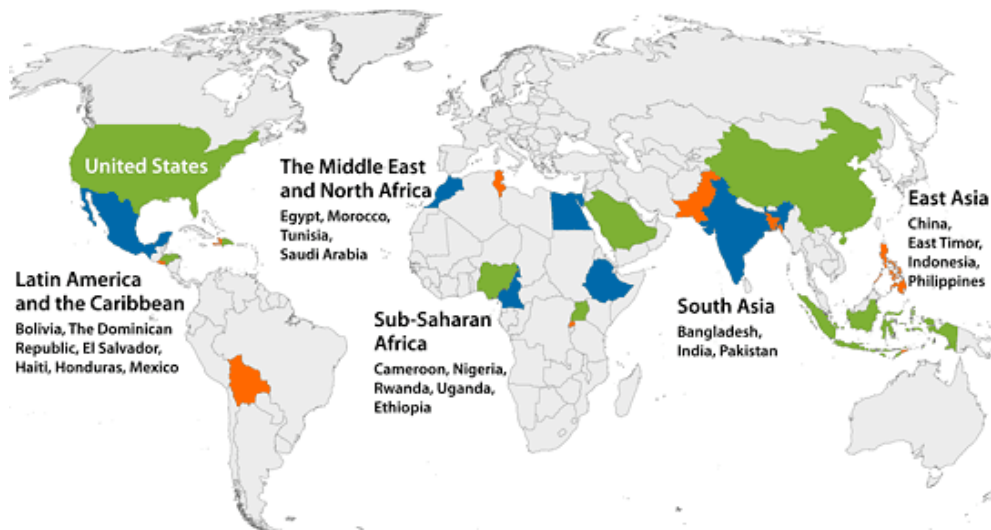 United States
The Middle East
and North Africa
Egypt, Morocco,
Tunisia,
Saudi Arabia
East Asia
China,
East Timor,
Indonesia,
Philippines
Latin America
and the Caribbean
Bolivia, The Dominican
Republic, El Salvador,
Haiti, Honduras, Mexico
Sub-Saharan
Africa
Cameroon, Nigeria,
Rwanda, Uganda,
Ethiopia
South Asia
Bangladesh,
India, Pakistan